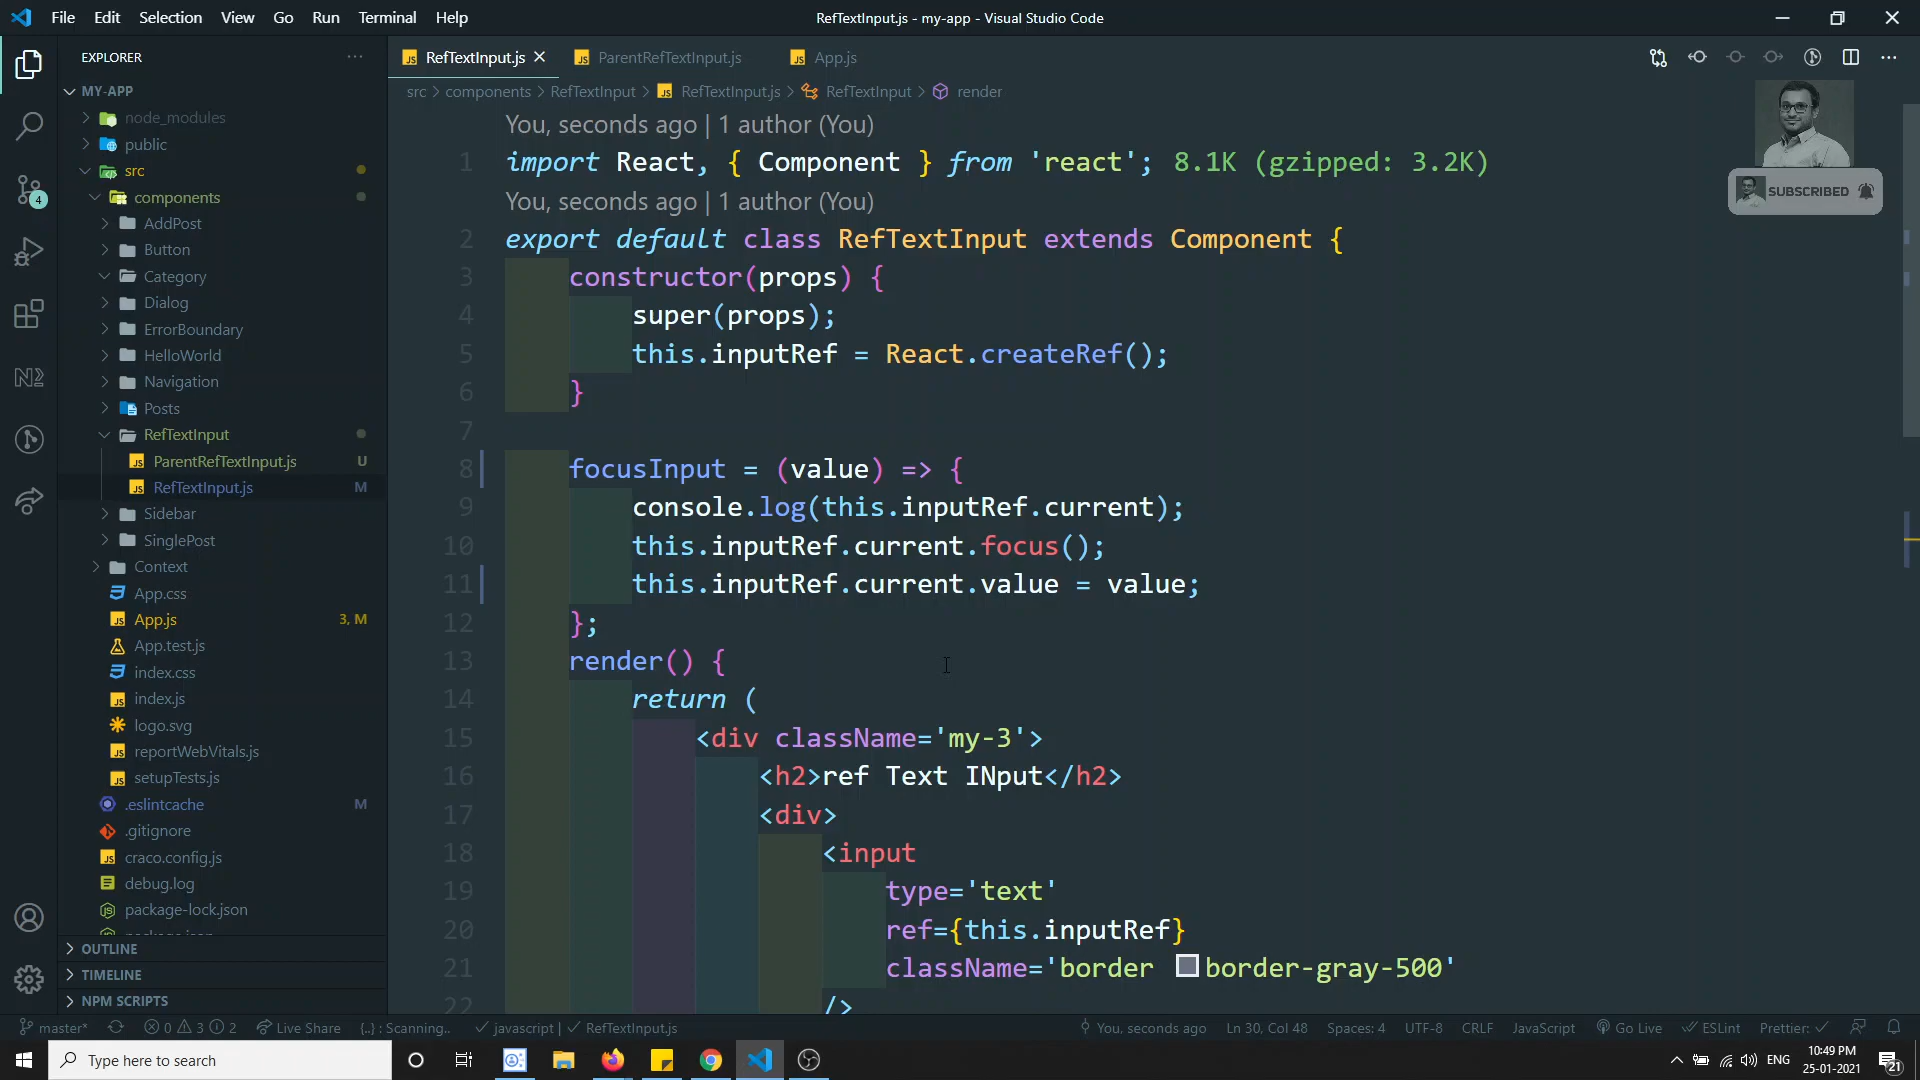 File Edit Selection View Go Run Terminal Help
RefTextInput.js - my-app - Visual Studio Code
EXPLORER
MY-APP
node_modules
public
src
components
AddPost
Button
Category
Dialog
ErrorBoundary
HelloWorld
Navigation
Posts
RefTextInput
ParentRefTextInput.js U
RefTextInput.js M
Sidebar
SinglePost
Context
App.css
App.js 3, M
App.test.js
index.css
index.js
logo.svg
reportWebVitals.js
setupTests.js
.eslintcache M
.gitignore
craco.config.js
debug.log
package-lock.json
OUTLINE
TIMELINE
NPM SCRIPTS
4
RefTextInput.js ParentRefTextInput.js App.js
src > components > RefTextInput > RefTextInput.js > RefTextInput > render
SUBSCRIBED
You, seconds ago | 1 author (You)
1 import React, { Component } from 'react'; 8.1K (gzipped: 3.2K)
You, seconds ago | 1 author (You)
2 export default class RefTextInput extends Component {
3 constructor(props) {
4 super(props);
5 this.inputRef = React.createRef();
6 }
7
8 focusInput = (value) => {
9 console.log(this.inputRef.current);
10 this.inputRef.current.focus();
11 this.inputRef.current.value = value;
12 };
13 render() {
14 return (
15 <div className='my-3'>
16 <h2>ref Text INput</h2>
17 <div>
18 <input
19 type='text'
20 ref={this.inputRef}
21 className='border border-gray-500'
22 />
master* 0 3 2 Live Share {..} : Scanning.. javascript | RefTextInput.js You, seconds ago Ln 30, Col 48 Spaces: 4 UTF-8 CRLF JavaScript Go Live ESLint Prettier:
Type here to search
ENG
10:49 PM
25-01-2021
21